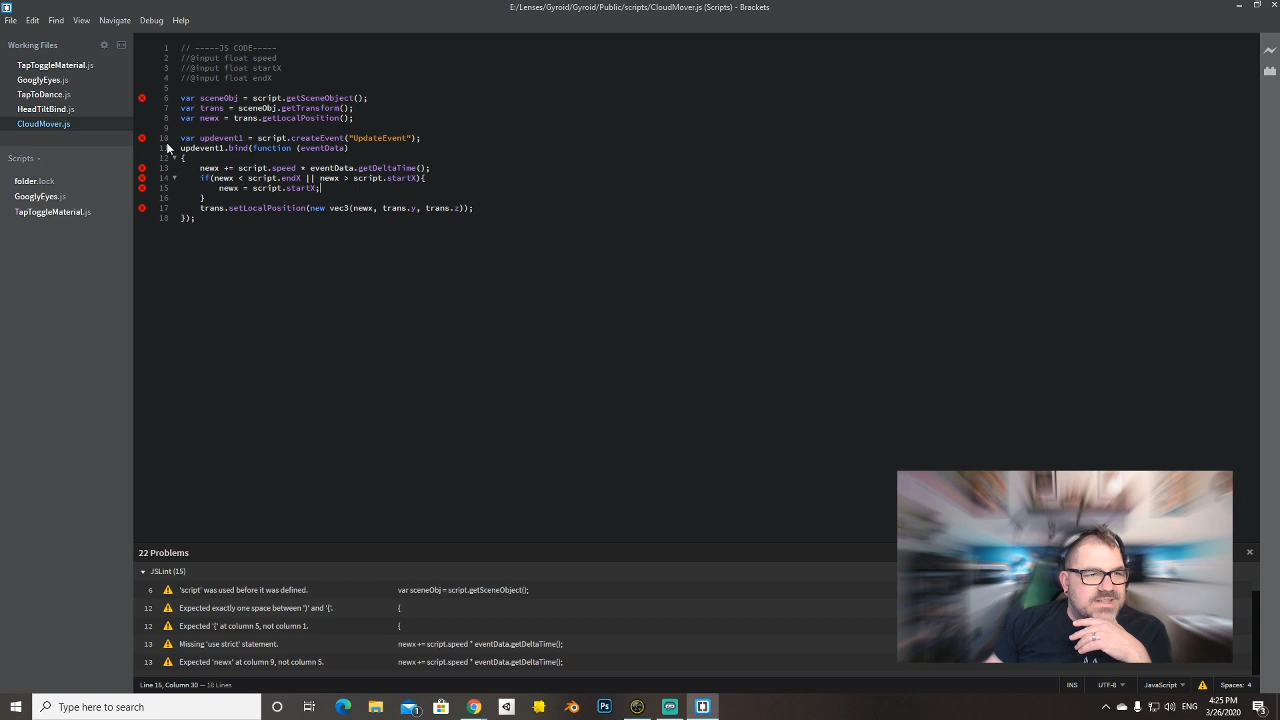 E:/Lenses/Gyroid/Gyroid/Public/scripts/CloudMover.js (Scripts) - Brackets
File Edit Find View Navigate Debug Help
Working Files
TapToggleMaterial.js
GooglyEyes.js
TapToDance.js
HeadTiltBind.js
CloudMover.js
Scripts
folder.lock
GooglyEyes.js
TapToggleMaterial.js
1 // -----JS CODE-----
2 //@input float speed
3 //@input float startX
4 //@input float endX
5
6 var sceneObj = script.getSceneObject();
7 var trans = sceneObj.getTransform();
8 var newx = trans.getLocalPosition();
9
10 var updevent1 = script.createEvent("UpdateEvent");
11 updevent1.bind(function (eventData)
12 {
13 newx += script.speed * eventData.getDeltaTime();
14 if(newx < script.endX || newx > script.startX){
15 newx = script.startX;
16 }
17 trans.setLocalPosition(new vec3(newx, trans.y, trans.z));
18 });
22 Problems
JSLint (15)
6 'script' was used before it was defined. var sceneObj = script.getSceneObject();
12 Expected exactly one space between ')' and '{'. {
12 Expected '{' at column 5, not column 1. {
13 Missing 'use strict' statement. newx += script.speed * eventData.getDeltaTime();
13 Expected 'newx' at column 9, not column 5. newx += script.speed * eventData.getDeltaTime();
Line 15, Column 30 — 18 Lines
INS UTF-8 JavaScript Spaces: 4
Type here to search
ENG
4:25 PM
3/26/2020